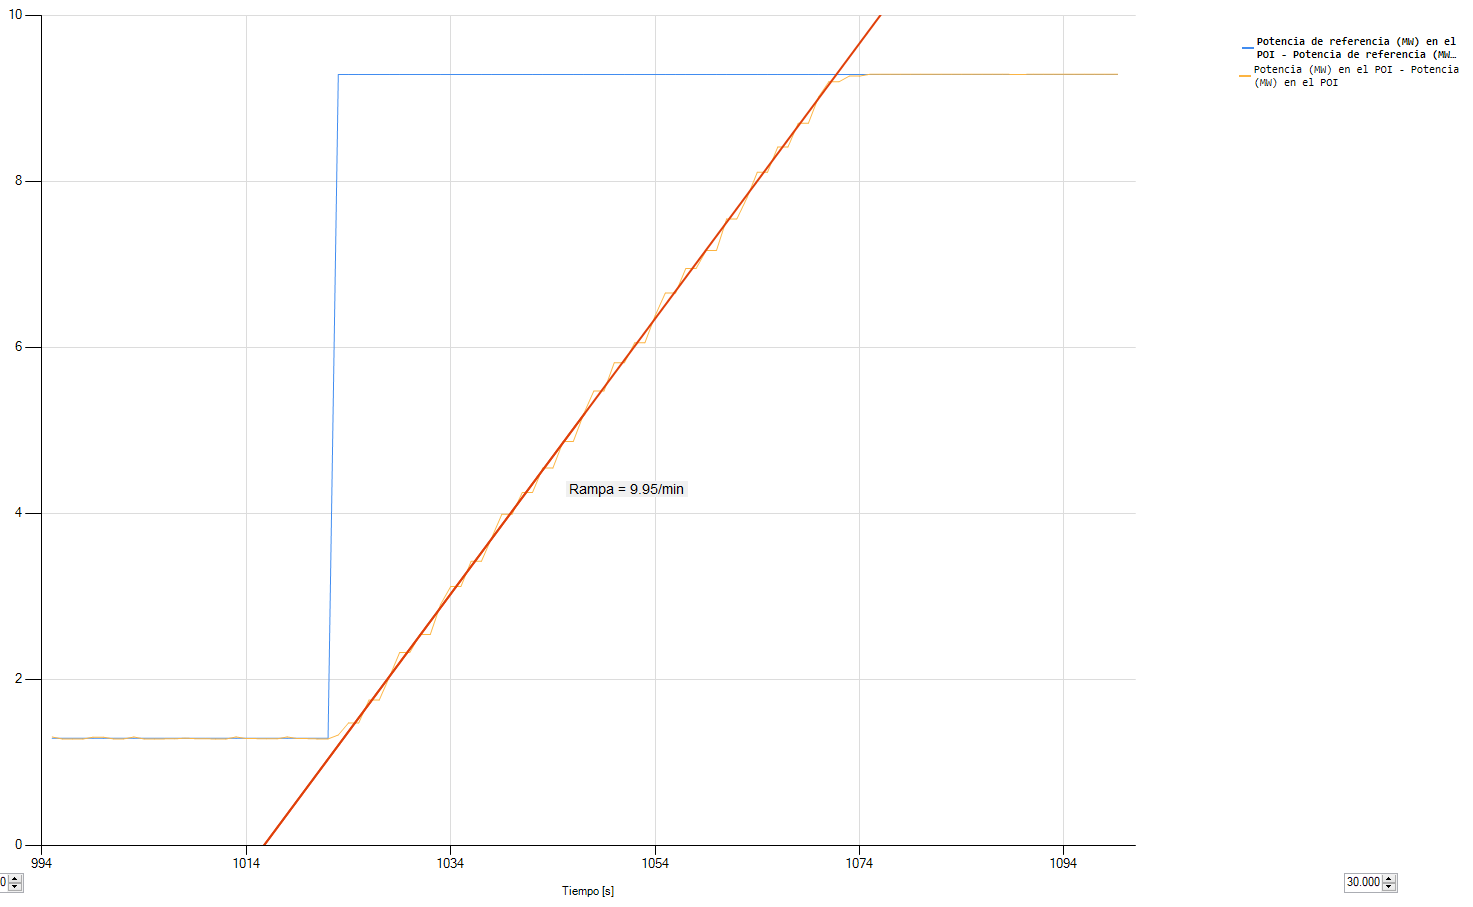 10
Potencia de referencia (MW) en el
POI - Potencia de referencia (MW…
Potencia (MW) en el POI - Potencia
(MW) en el POI
8
6
Rampa = 9.95/min
4
2
0
994 1014 1034 1054 1074 1094
0
Tiempo [s]
30.000